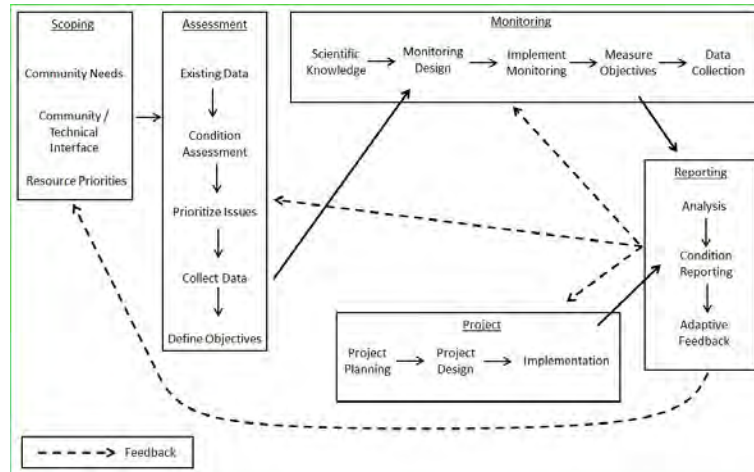 Scoping
Community Needs
Community /
Technical
Interface
Resource Priorities
Assessment
Existing Data
Condition
Assessment
Prioritize Issues
Collect Data
Define Objectives
Monitoring
Scientific
Knowledge
Monitoring
Design
Implement
Monitoring
Measure
Objectives
Data
Collection
Reporting
Analysis
Condition
Reporting
Adaptive
Feedback
Project
Project
Planning
Project
Design
Implementation
Feedback